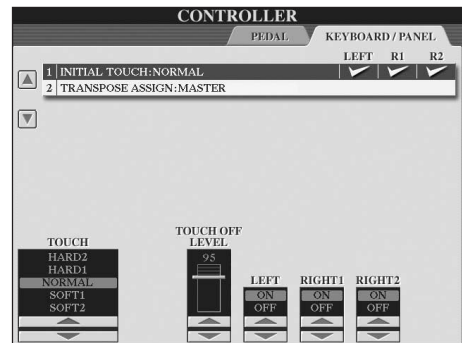 CONTROLLER
PEDAL KEYBOARD / PANEL
LEFT R1 R2
1 INITIAL TOUCH:NORMAL
2 TRANSPOSE ASSIGN:MASTER
TOUCH
HARD2
HARD1
NORMAL
SOFT1
SOFT2
TOUCH OFF
LEVEL
95
LEFT
ON
OFF
RIGHT1
ON
OFF
RIGHT2
ON
OFF